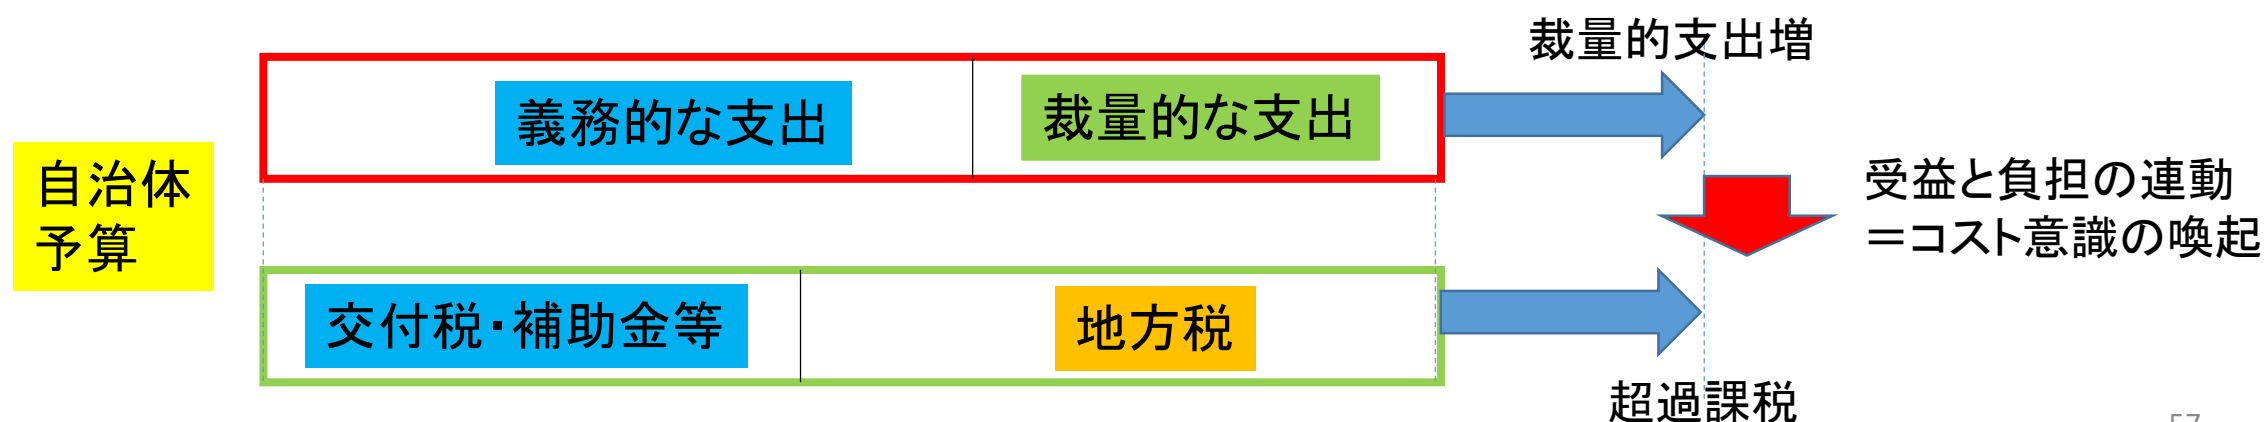 裁量的支出増
義務的な支出
裁量的な支出
自治体
予算
受益と負担の連動
＝コスト意識の喚起
交付税・補助金等
地方税
超過課税
57